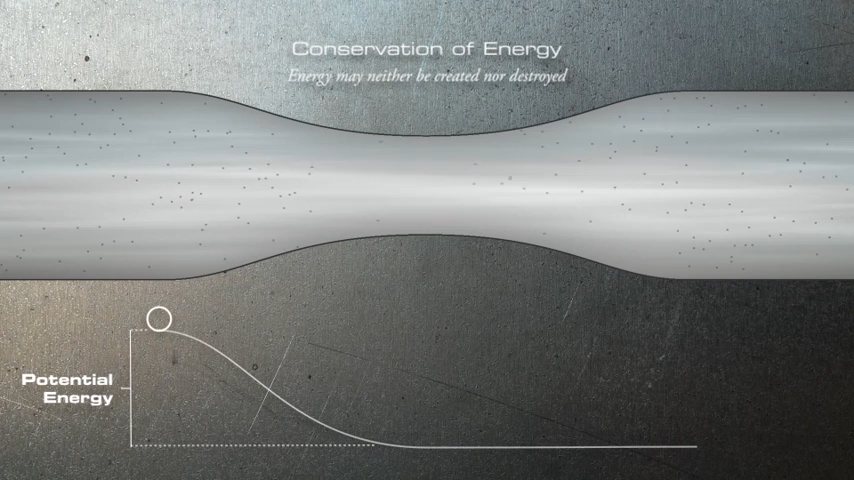 Conservation of Energy
Energy may neither be created nor destroyed
Potential
Energy